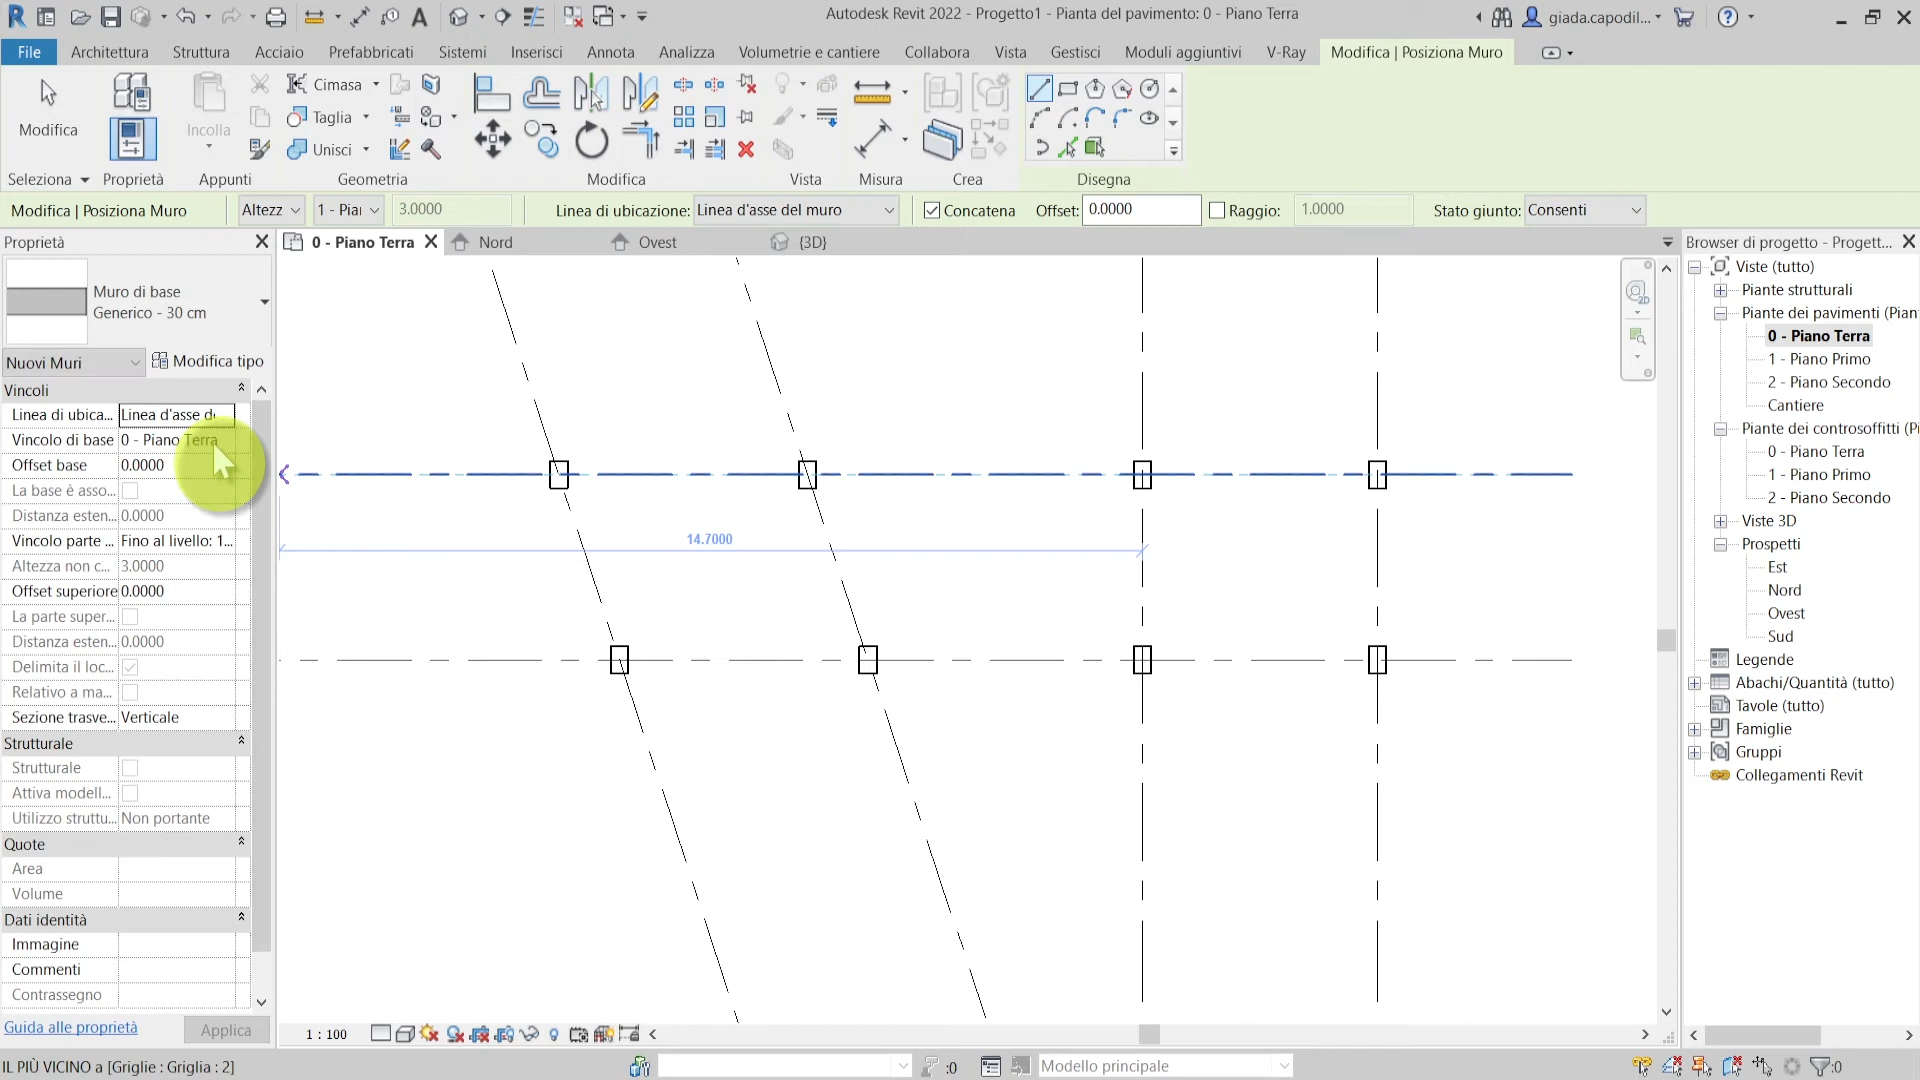 Autodesk Revit 2022 - Progetto1 - Pianta del pavimento: 0 - Piano Terra
giada.capodil...
File Architettura Struttura Acciaio Prefabbricati Sistemi Inserisci Annota Analizza Volumetrie e cantiere Collabora Vista Gestisci Moduli aggiuntivi V-Ray Modifica | Posiziona Muro
Modifica
Incolla
Cimasa
Taglia
Unisci
Seleziona Proprietà Appunti Geometria Modifica Vista Misura Crea Disegna
Modifica | Posiziona Muro Altezz 1 - Piar 3.0000 Linea di ubicazione: Linea d'asse del muro Concatena Offset: 0.0000 Raggio: 1.0000 Stato giunto: Consenti
Proprietà
0 - Piano Terra Nord Ovest {3D}
Muro di base
Generico - 30 cm
Nuovi Muri Modifica tipo
Vincoli
Linea di ubica... Linea d'asse d
Vincolo di base 0 - Piano Terra
Offset base 0.0000
La base è asso...
Distanza esten... 0.0000
Vincolo parte ... Fino al livello: 1...
Altezza non c... 3.0000
Offset superiore 0.0000
La parte super...
Distanza esten... 0.0000
Delimita il loc...
Relativo a ma...
Sezione trasve... Verticale
Strutturale
Strutturale
Attiva modell...
Utilizzo struttu... Non portante
Quote
Area
Volume
Dati identità
Immagine
Commenti
Contrassegno
Guida alle proprietà Applica
14.7000
2D
1 : 100
Browser di progetto - Progett...
Viste (tutto)
Piante strutturali
Piante dei pavimenti (Pian
0 - Piano Terra
1 - Piano Primo
2 - Piano Secondo
Cantiere
Piante dei controsoffitti (Pi
0 - Piano Terra
1 - Piano Primo
2 - Piano Secondo
Viste 3D
Prospetti
Est
Nord
Ovest
Sud
Legende
Abachi/Quantità (tutto)
Tavole (tutto)
Famiglie
Gruppi
Collegamenti Revit
IL PIÙ VICINO a [Griglie : Griglia : 2]
:0
Modello principale
:0